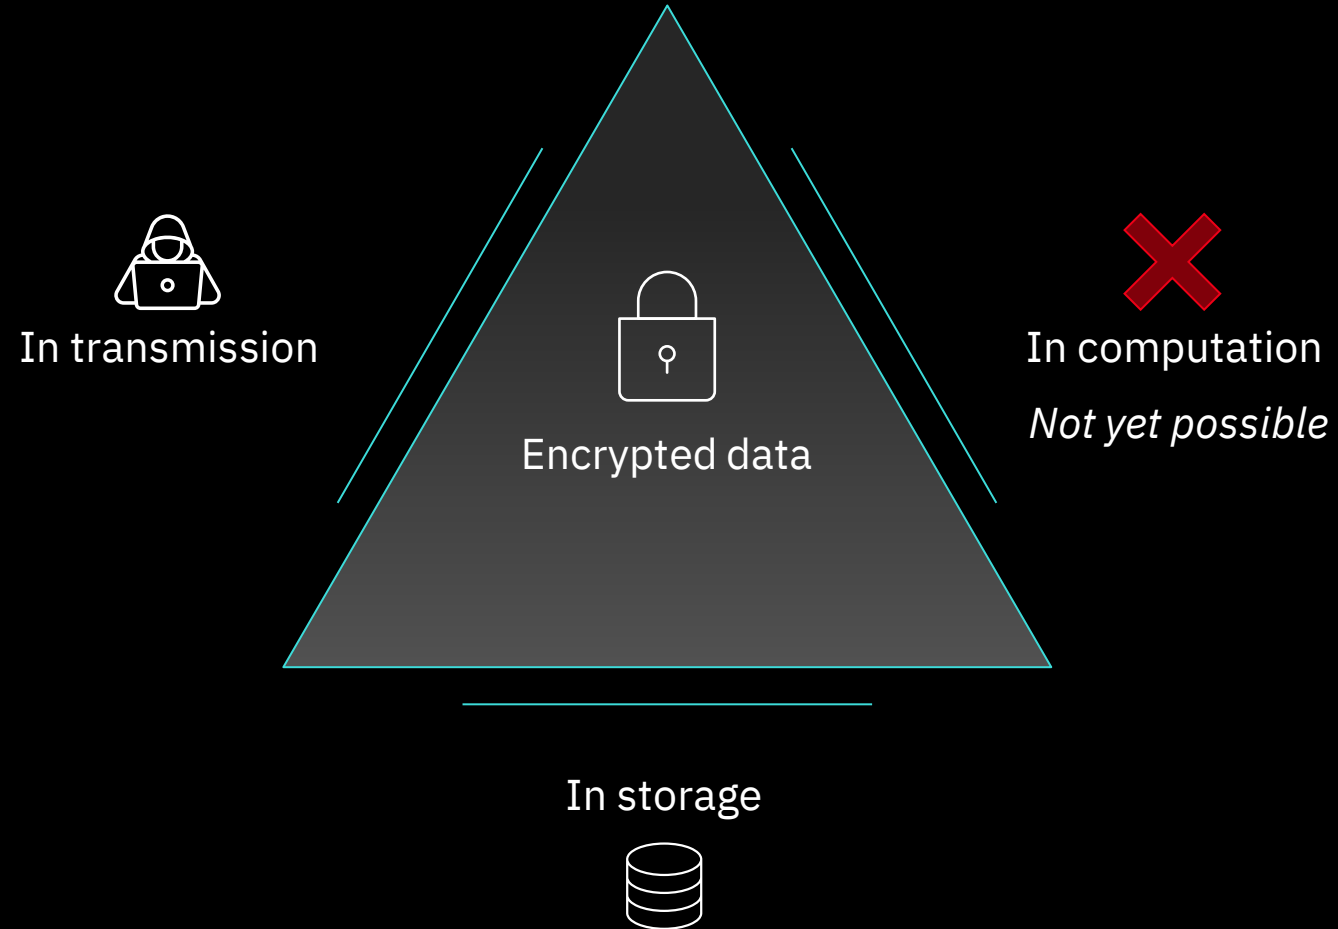 In transmission
In computation
Not yet possible
Encrypted data
In storage